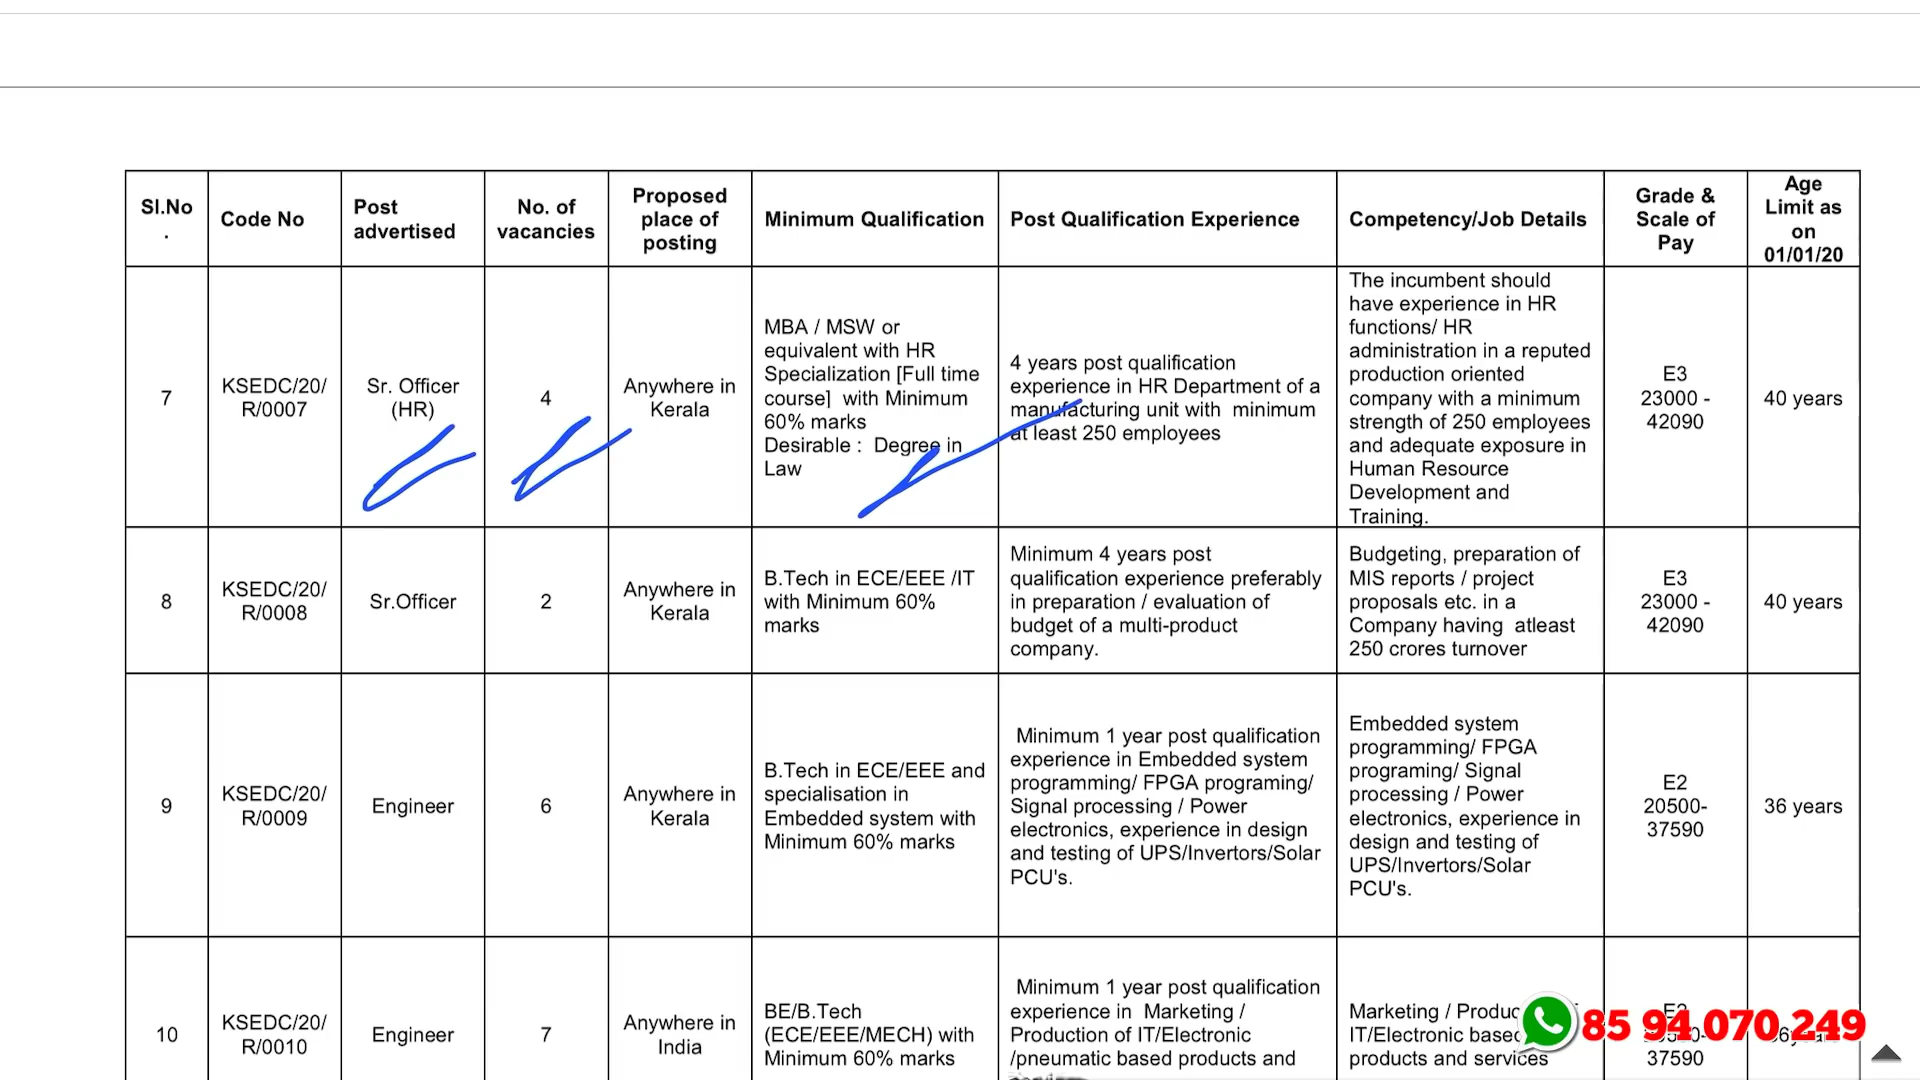 Sl.No
.
Code No
Post
advertised
No. of
vacancies
Proposed
place of
posting
Minimum Qualification
Post Qualification Experience
Competency/Job Details
Grade &
Scale of
Pay
Age
Limit as
on
01/01/20
7
KSEDC/20/
R/0007
Sr. Officer
(HR)
4
Anywhere in
Kerala
MBA / MSW or
equivalent with HR
Specialization [Full time
course] with Minimum
60% marks
Desirable : Degree in
Law
4 years post qualification
experience in HR Department of a
manufacturing unit with minimum
at least 250 employees
The incumbent should
have experience in HR
functions/ HR
administration in a reputed
production oriented
company with a minimum
strength of 250 employees
and adequate exposure in
Human Resource
Development and
Training.
E3
23000 -
42090
40 years
8
KSEDC/20/
R/0008
Sr.Officer
2
Anywhere in
Kerala
B.Tech in ECE/EEE /IT
with Minimum 60%
marks
Minimum 4 years post
qualification experience preferably
in preparation / evaluation of
budget of a multi-product
company.
Budgeting, preparation of
MIS reports / project
proposals etc. in a
Company having atleast
250 crores turnover
E3
23000 -
42090
40 years
9
KSEDC/20/
R/0009
Engineer
6
Anywhere in
Kerala
B.Tech in ECE/EEE and
specialisation in
Embedded system with
Minimum 60% marks
Minimum 1 year post qualification
experience in Embedded system
programming/ FPGA programing/
Signal processing / Power
electronics, experience in design
and testing of UPS/Invertors/Solar
PCU's.
Embedded system
programming/ FPGA
programing/ Signal
processing / Power
electronics, experience in
design and testing of
UPS/Invertors/Solar
PCU's.
E2
20500-
37590
36 years
10
KSEDC/20/
R/0010
Engineer
7
Anywhere in
India
BE/B.Tech
(ECE/EEE/MECH) with
Minimum 60% marks
Minimum 1 year post qualification
experience in Marketing /
Production of IT/Electronic
/pneumatic based products and
Marketing /
IT/Electronic
products and services
37590
85 94 070 249